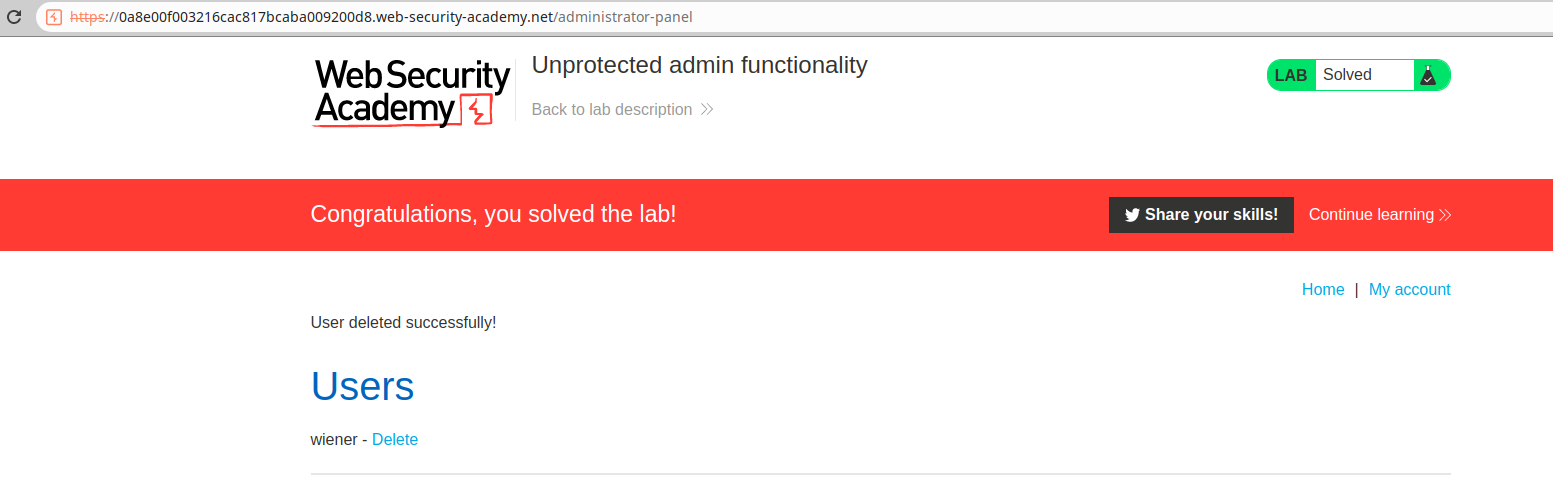 https://0a8e00f003216cac817bcaba009200d8.web-security-academy.net/administrator-panel
Web Security
Academy
Unprotected admin functionality
Back to lab description
LAB Solved
Congratulations, you solved the lab!
Share your skills!
Continue learning
Home | My account
User deleted successfully!
Users
wiener - Delete